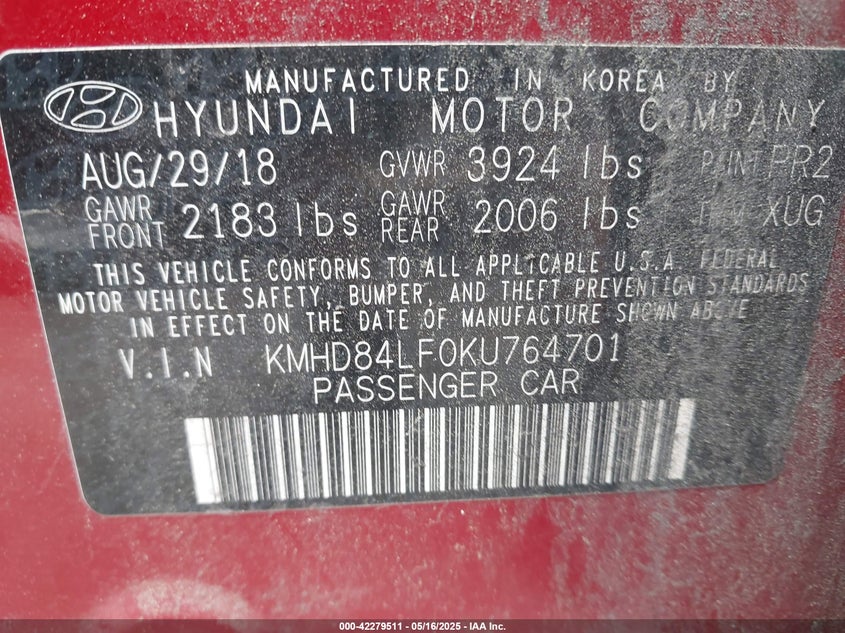 MANUFACTURED IN KOREA BY
HYUNDAI MOTOR COMPANY
AUG/29/18 GVWR 3924 lbs PAINT PR2
GAWR FRONT 2183 lbs GAWR REAR 2006 lbs XUG
THIS VEHICLE CONFORMS TO ALL APPLICABLE U.S.A. FEDERAL
MOTOR VEHICLE SAFETY, BUMPER, AND THEFT PREVENTION STANDARDS
IN EFFECT ON THE DATE OF MANUFACTURE SHOWN ABOVE
V.I.N KMHD84LF0KU764701
PASSENGER CAR
000-42279511 - 05/16/2025 - IAA Inc.